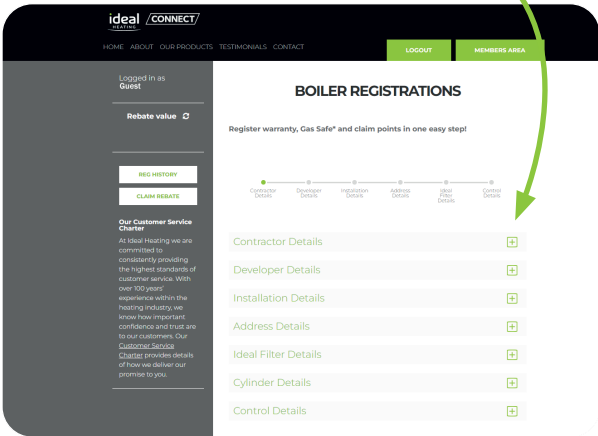 ideal
HEATING
CONNECT
HOME ABOUT OUR PRODUCTS TESTIMONIALS CONTACT
LOGOUT
MEMBERS AREA
Logged in as
Guest
Rebate value
REG HISTORY
CLAIM REBATE
Our Customer Service
Charter
At Ideal Heating we are
committed to
consistently providing
the highest standards of
customer service. With
over 100 years'
experience within the
heating industry, we
know how important
confidence and trust are
to our customers. Our
Customer Service
Charter provides details
of how we deliver our
promise to you.
BOILER REGISTRATIONS
Register warranty, Gas Safe* and claim points in one easy step!
Contractor
Details
Developer
Details
Installation
Details
Address
Details
Ideal
Filter
Details
Control
Details
Contractor Details
Developer Details
Installation Details
Address Details
Ideal Filter Details
Cylinder Details
Control Details